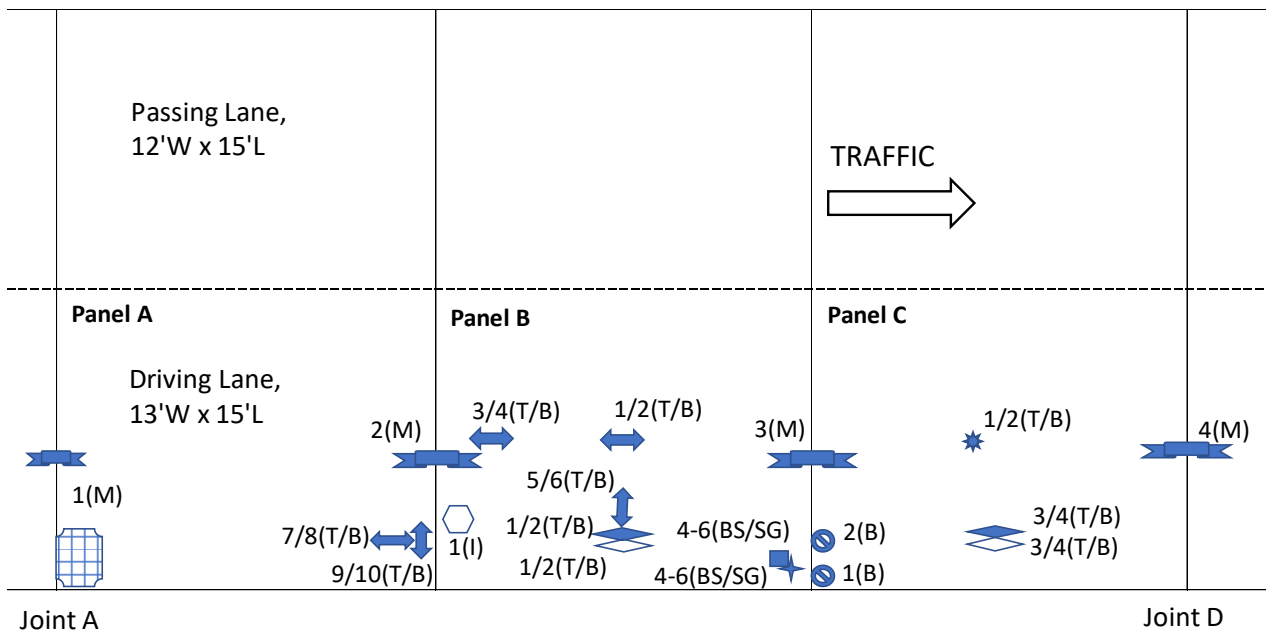 Passing Lane,
12'W x 15'L
TRAFFIC
Panel A
Panel B
Panel C
Driving Lane,
13'W x 15'L
3/4(T/B)
1/2(T/B)
2(M)
3(M)
1/2(T/B)
4(M)
5/6(T/B)
1(M)
7/8(T/B)
1(I)
1/2(T/B)
4-6(BS/SG)
2(B)
3/4(T/B)
3/4(T/B)
9/10(T/B)
1/2(T/B)
4-6(BS/SG)
1(B)
Joint A
Joint D